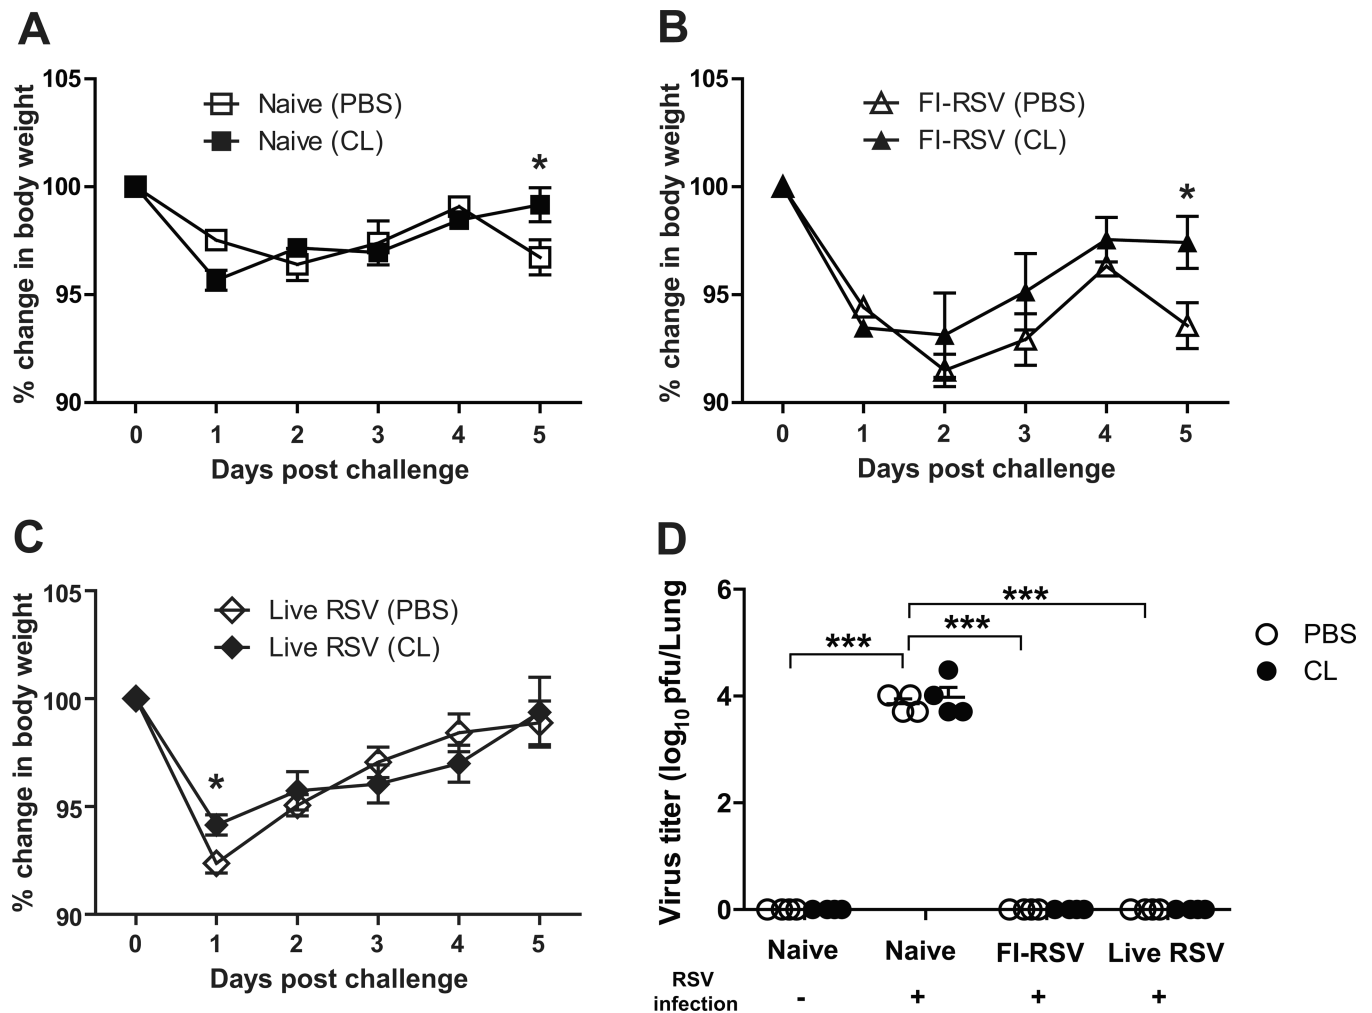 A
% change in body weight
105
100
95
90
Naive (PBS)
Naive (CL)
*
0 1 2 3 4 5
Days post challenge
B
% change in body weight
105
100
95
90
FI-RSV (PBS)
FI-RSV (CL)
*
0 1 2 3 4 5
Days post challenge
C
% change in body weight
105
100
95
90
Live RSV (PBS)
Live RSV (CL)
*
0 1 2 3 4 5
Days post challenge
D
Virus titer (log10 pfu/Lung
6
4
2
0
***
***
***
PBS
CL
Naive Naive FI-RSV Live RSV
RSV
infection - + + +